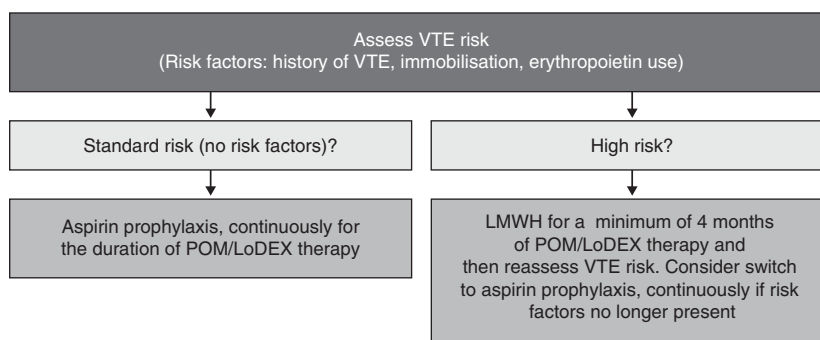 Assess VTE risk
(Risk factors: history of VTE, immobilisation, erythropoietin use)
Standard risk (no risk factors)?
High risk?
Aspirin prophylaxis, continuously for
the duration of POM/LoDEX therapy
LMWH for a minimum of 4 months
of POM/LoDEX therapy and
then reassess VTE risk. Consider switch
to aspirin prophylaxis, continuously if risk
factors no longer present